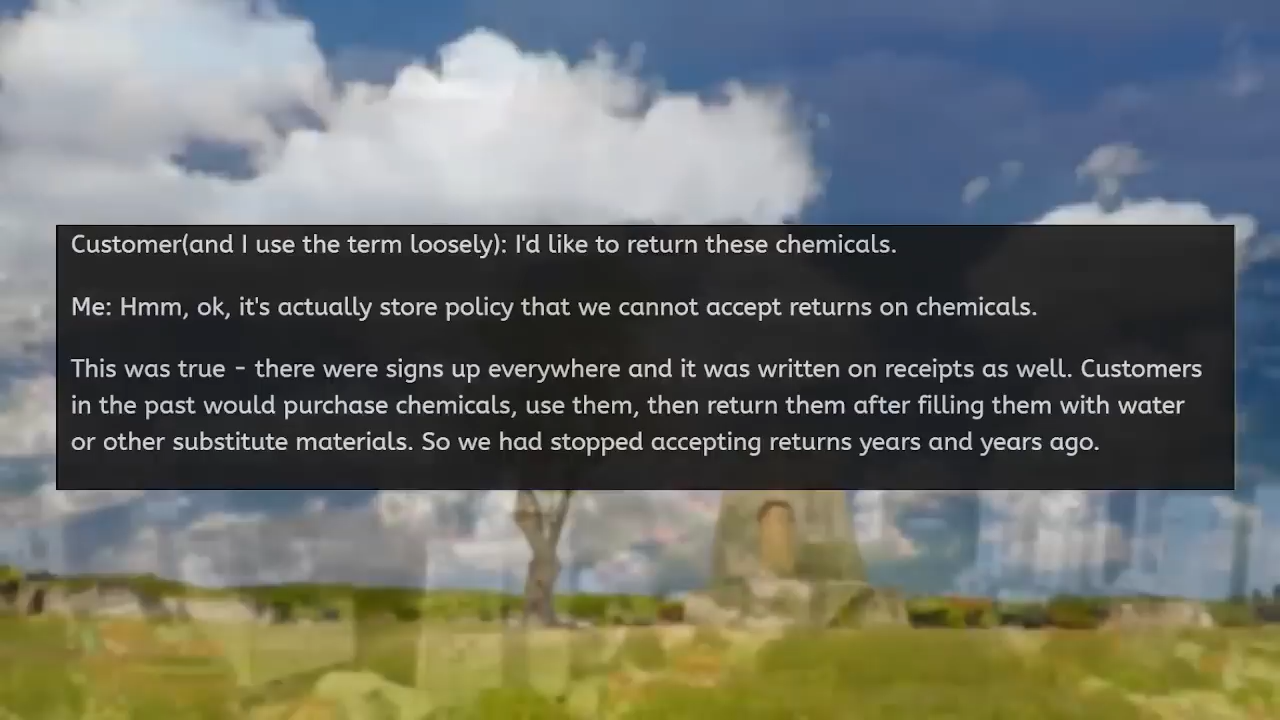 Customer(and I use the term loosely): I'd like to return these chemicals.
Me: Hmm, ok, it's actually store policy that we cannot accept returns on chemicals.
This was true - there were signs up everywhere and it was written on receipts as well. Customers
in the past would purchase chemicals, use them, then return them after filling them with water
or other substitute materials. So we had stopped accepting returns years and years ago.